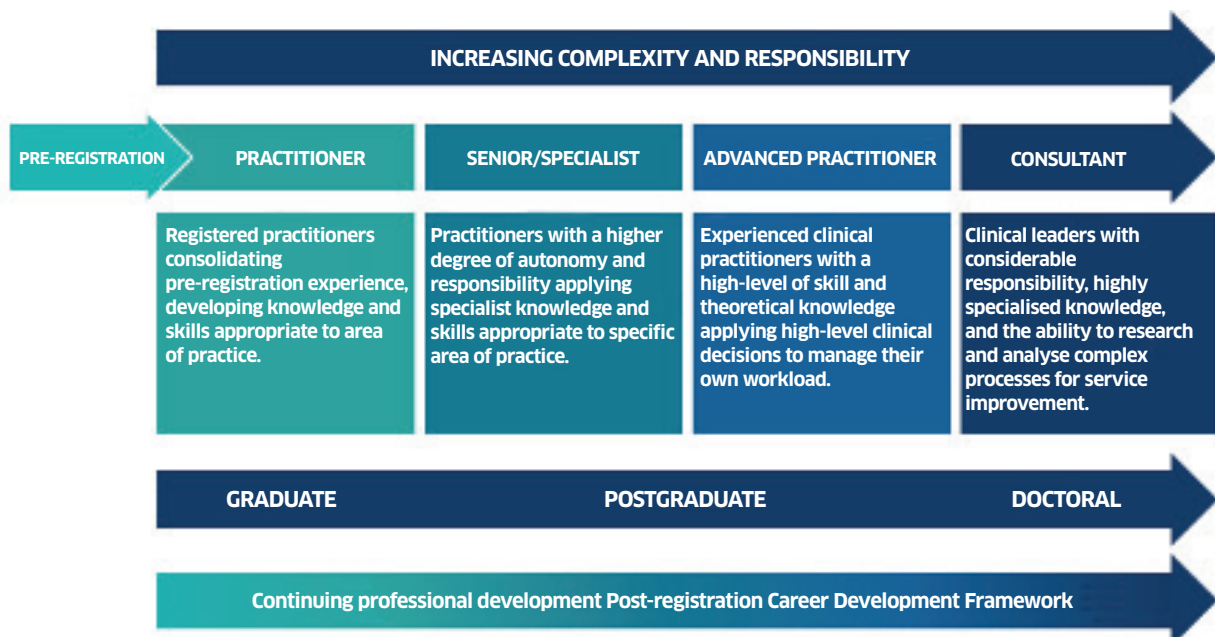 INCREASING COMPLEXITY AND RESPONSIBILITY
PRE-REGISTRATION
PRACTITIONER
SENIOR/SPECIALIST
ADVANCED PRACTITIONER
CONSULTANT
Registered practitioners
consolidating
pre-registration experience,
developing knowledge and
skills appropriate to area
of practice.
Practitioners with a higher
degree of autonomy and
responsibility applying
specialist knowledge and
skills appropriate to specific
area of practice.
Experienced clinical
practitioners with a
high-level of skill and
theoretical knowledge
applying high-level clinical
decisions to manage their
own workload.
Clinical leaders with
considerable
responsibility, highly
specialised knowledge,
and the ability to research
and analyse complex
processes for service
improvement.
GRADUATE
POSTGRADUATE
DOCTORAL
Continuing professional development Post-registration Career Development Framework